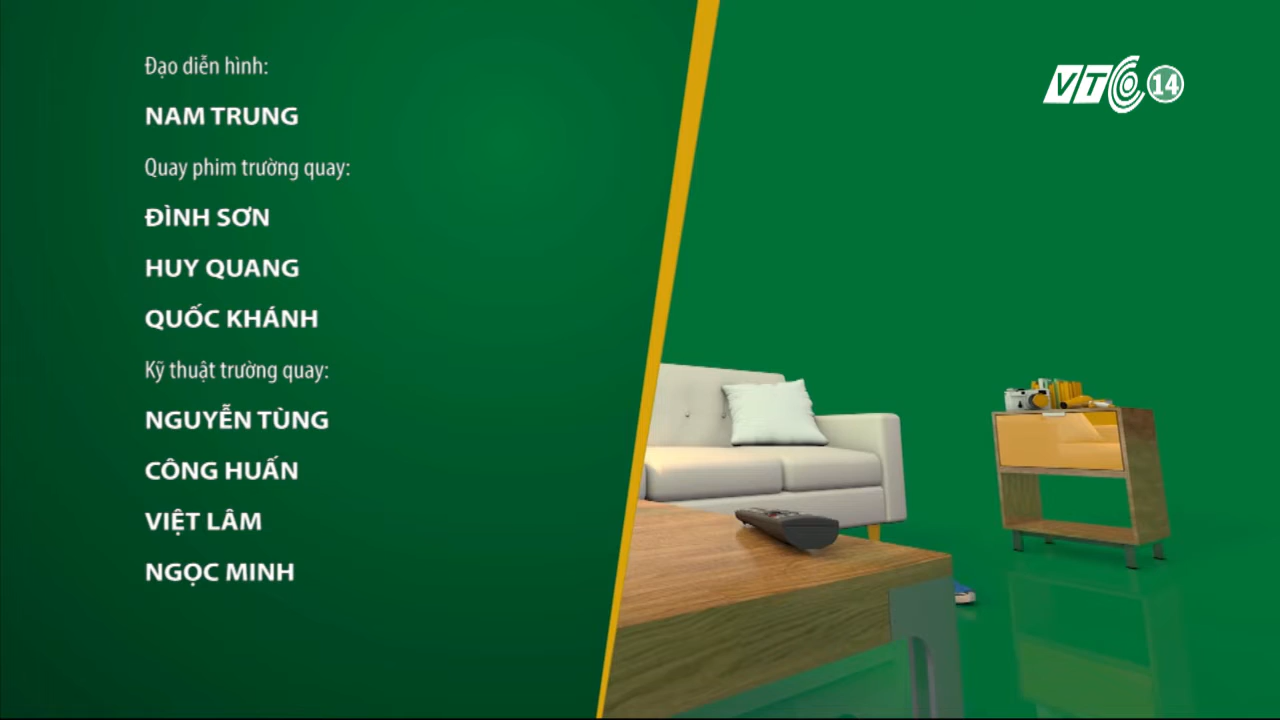 Đạo diễn hình:
NAM TRUNG
Quay phim trường quay:
ĐÌNH SƠN
HUY QUANG
QUỐC KHÁNH
Kỹ thuật trường quay:
NGUYỄN TÙNG
CÔNG HUẤN
VIỆT LÂM
NGỌC MINH
VTC 14